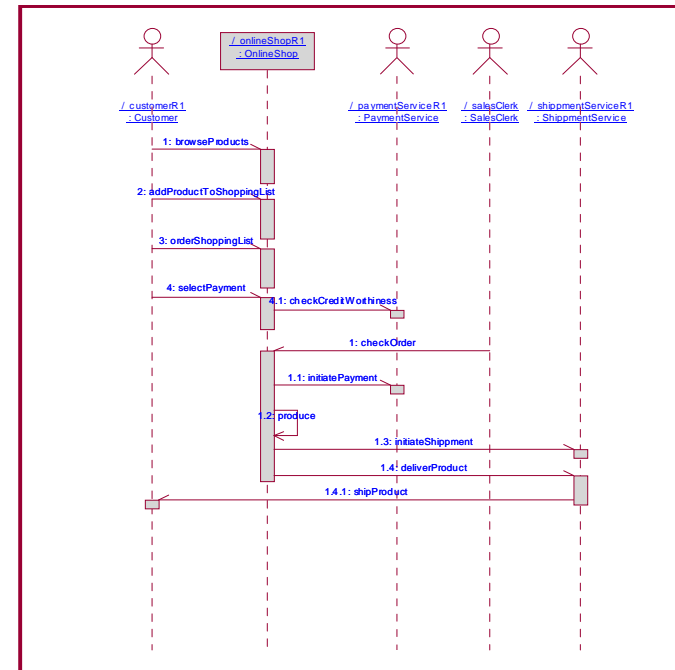 / onlineShopR1
: OnlineShop
/ customerR1
: Customer
/ paymentServiceR1
: PaymentService
/ salesClerk
: SalesClerk
/ shippmentServiceR1
: ShippmentService
1: browseProducts
2: addProductToShoppingList
3: orderShoppingList
4: selectPayment
4.1: checkCreditWorthiness
1: checkOrder
1.1: initiatePayment
1.2: produce
1.3: initiateShippment
1.4: deliverProduct
1.4.1: shipProduct